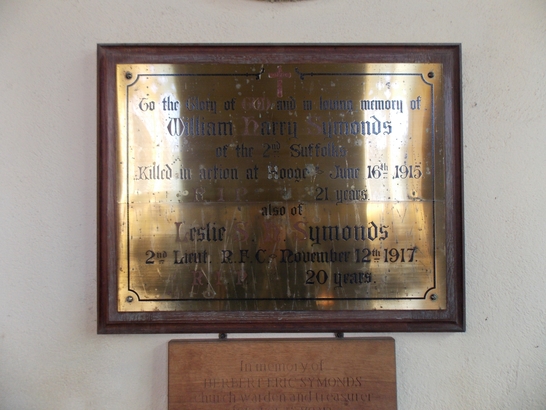 To the Glory of GOD and in loving memory of
William Harry Symonds
of the 2nd Suffolks
Killed in action at Hooge - June 16th 1915
21 years.
also of
Leslie Symonds
2nd Lieut. R.F.C. - November 12th 1917.
20 years.
In memory of
HERBERT ERIC SYMONDS
Churchwarden and Treasurer